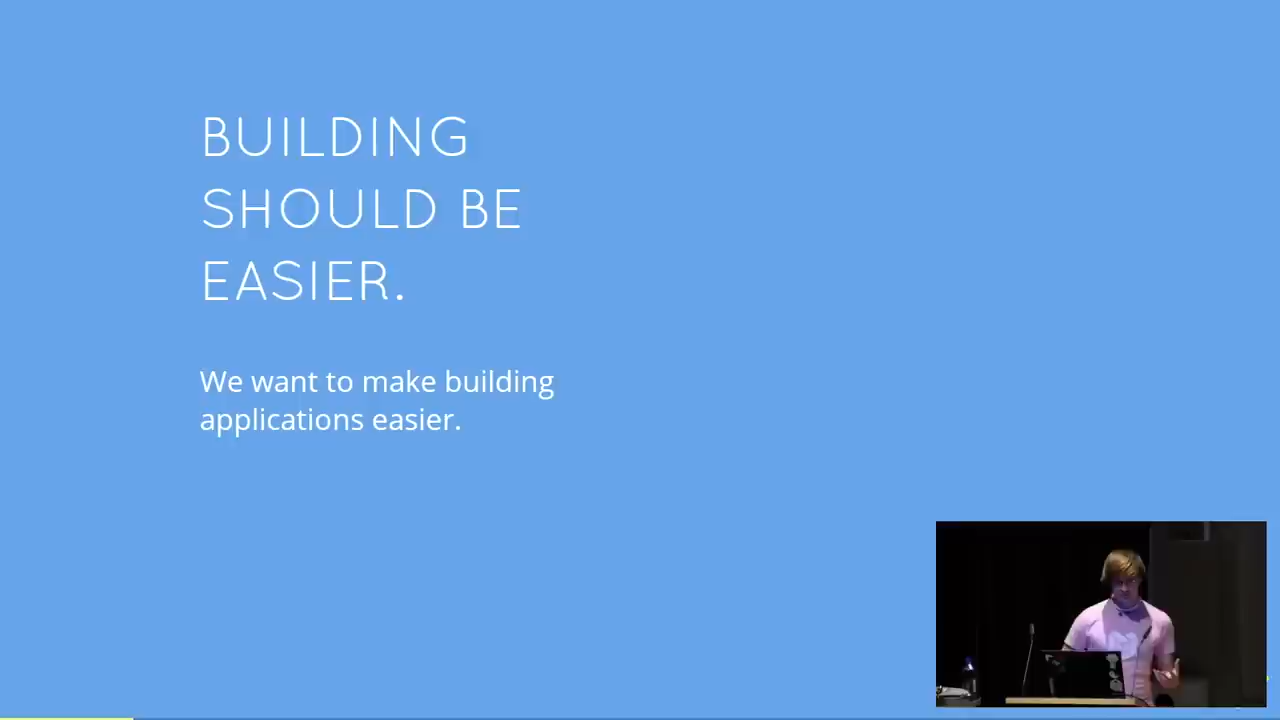 BUILDING
SHOULD BE
EASIER.
We want to make building
applications easier.